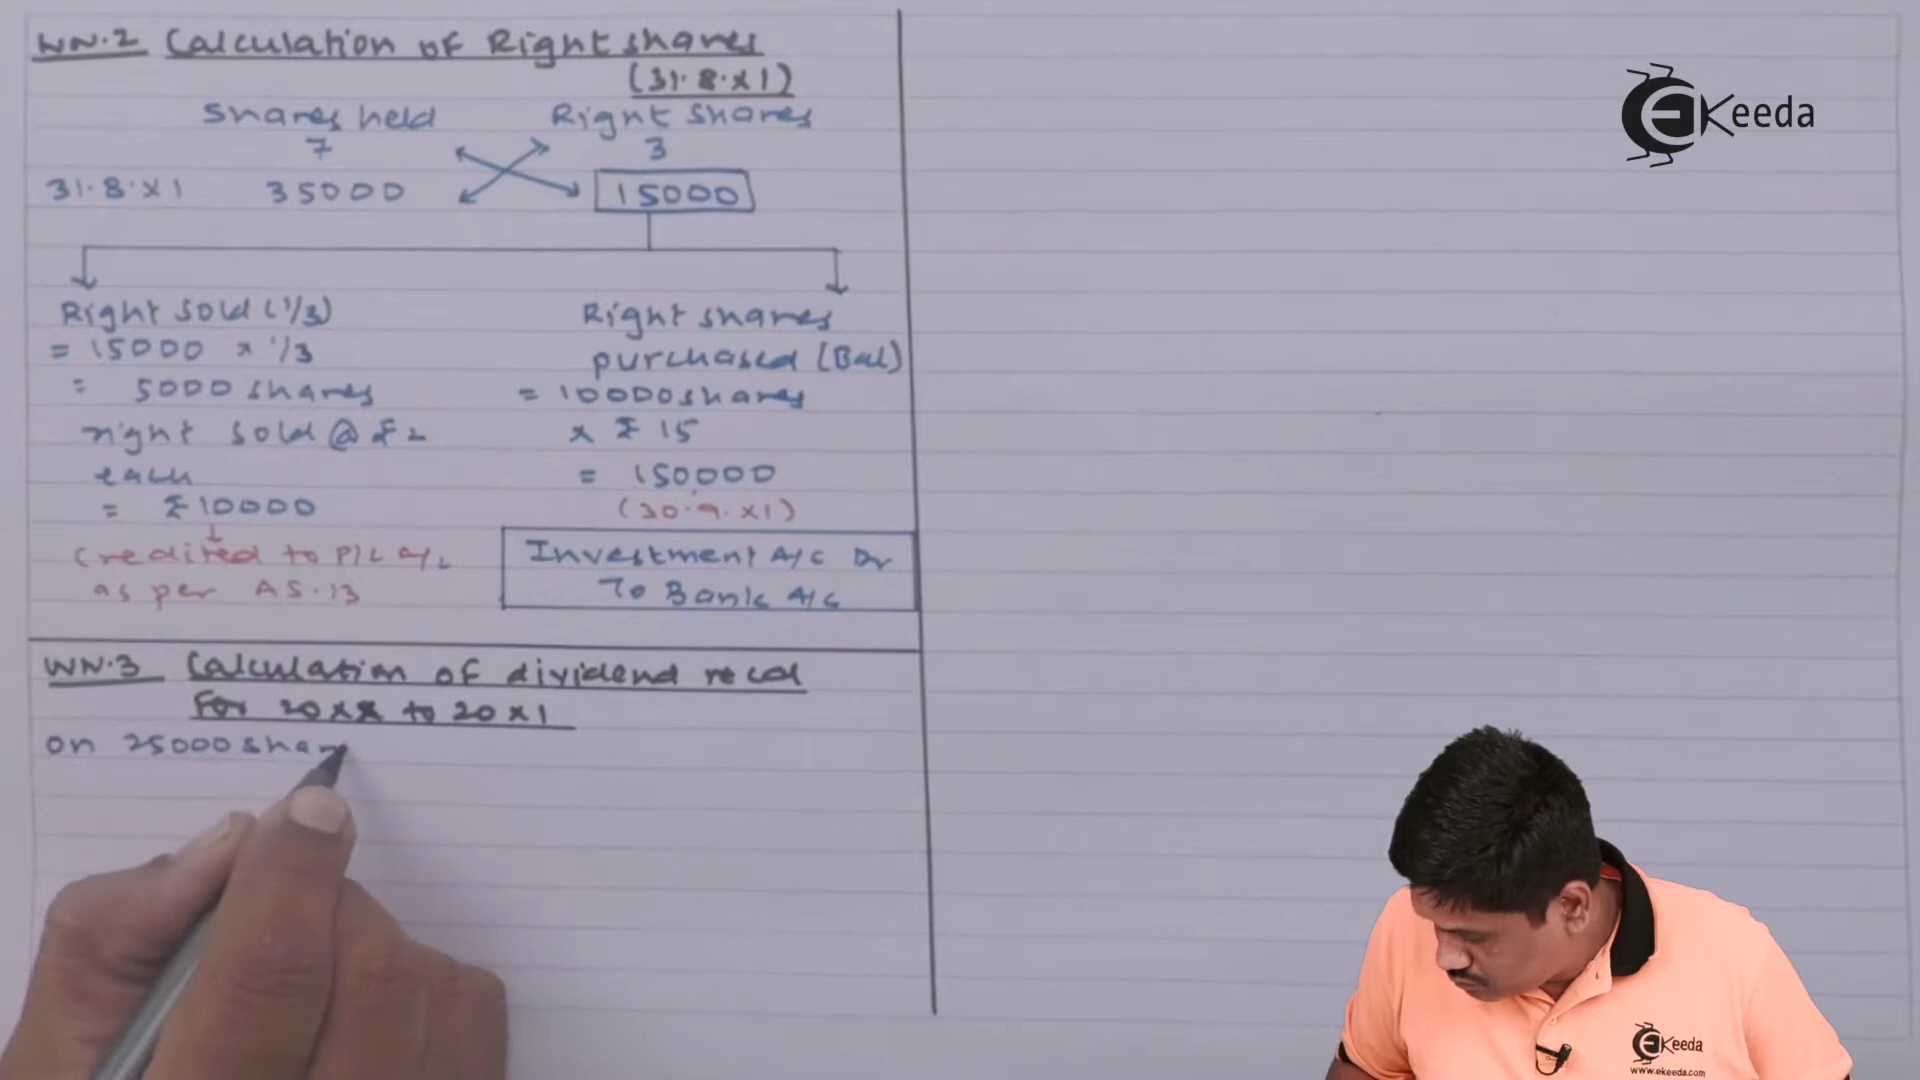 WN.2 Calculation of Right shares
(31.8.x1)
Shares held Right Shares
7 3
31.8.x1 35000 15000
Right sold (1/3)
= 15000 x 1/3
= 5000 shares
right sold @ ₹2
each
= ₹10000
Credited to P/L A/c
as per AS.13
Right shares
purchased (Bal)
= 10000 shares
x ₹ 15
= 150000
(30.9.x1)
Investment A/c Dr
To Bank A/c
WN.3 Calculation of dividend recd
For 20xx to 20x1
on 25000 shar
EKeeda
EKeeda
www.ekeeda.com